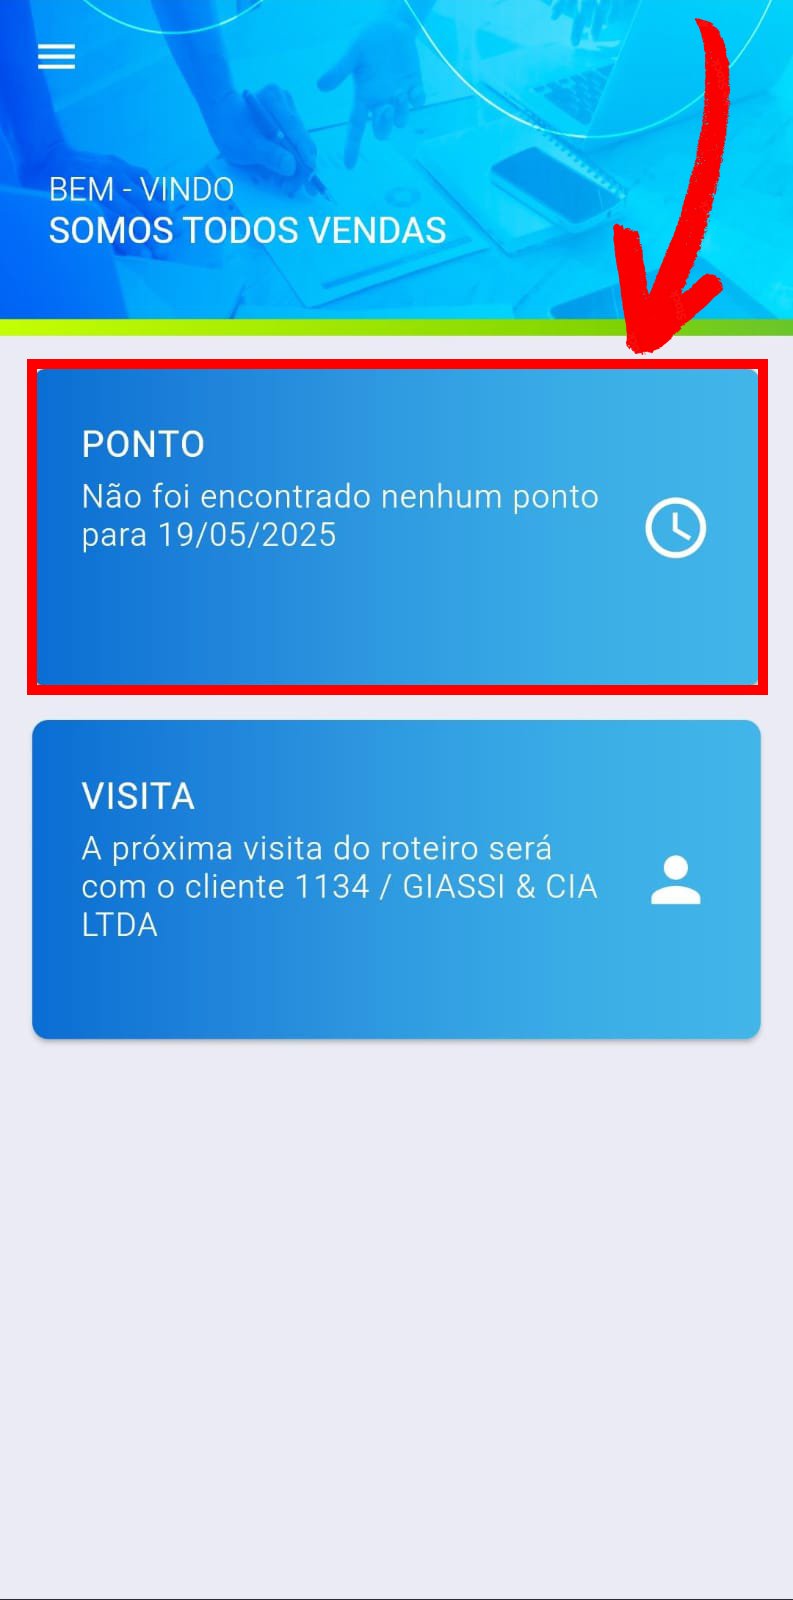 BEM - VINDO
SOMOS TODOS VENDAS
PONTO
Não foi encontrado nenhum ponto
para 19/05/2025
VISITA
A próxima visita do roteiro será
com o cliente 1134 / GIASSI & CIA
LTDA